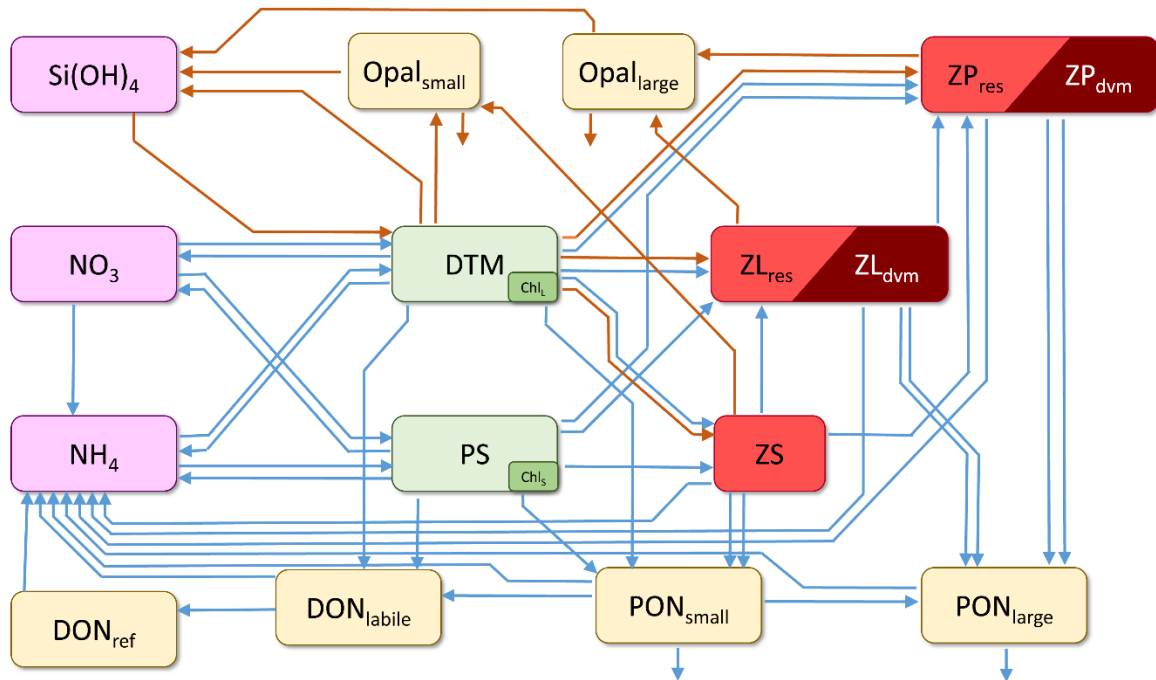 Si(OH)4
Opalsmall
Opallarge
ZPres
ZPdvm
NO3
DTM
ChlL
ZLres
ZLdvm
NH4
PS
ChlS
ZS
DONref
DONlabile
PONsmall
PONlarge